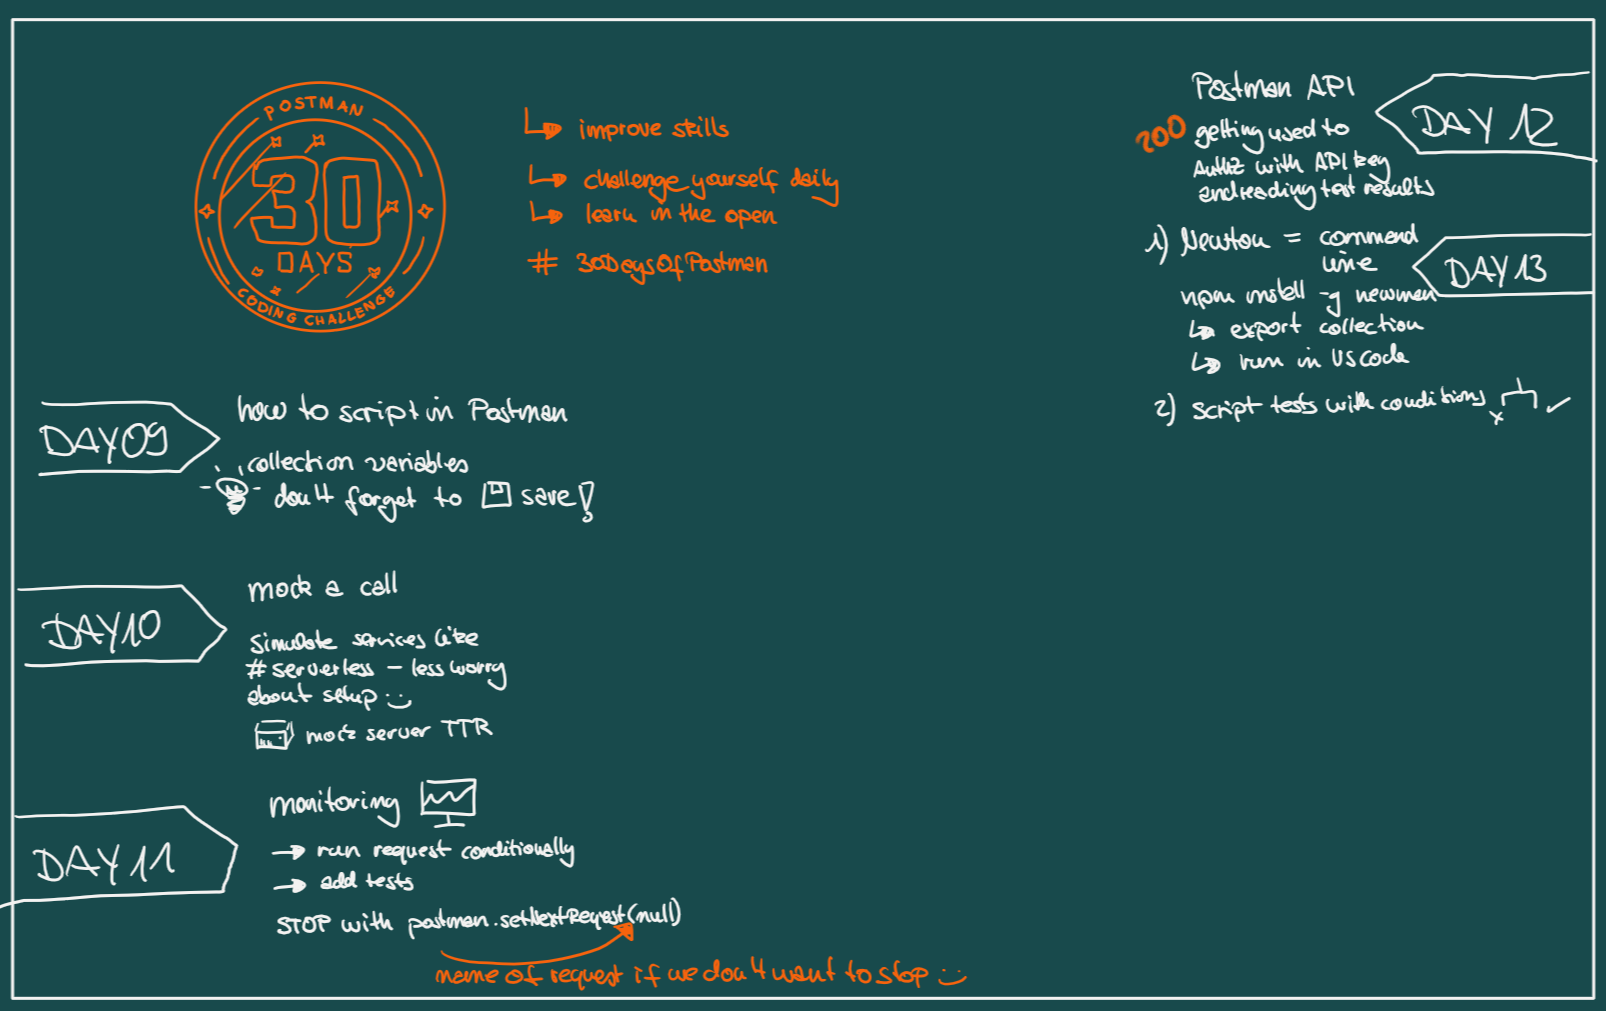 POSTMAN
30
DAYS
CODING CHALLENGE
improve skills
challenge yourself daily
learn in the open
# 30DaysOfPostman
DAY 09
how to script in Postman
collection variables
don't forget to save!
DAY 10
mock a call
Simulate services like
# serverless - less worry
about setup :)
mock server TTR
DAY 11
monitoring
→ run request conditionally
→ add tests
STOP with postman.setNextRequest(null)
name of request if we don't want to stop :)
DAY 12
Postman API
200 getting used to
AuthZ with API key
and reading test results
DAY 13
1) Newton = command
line
npm install -g newman
export collection
run in VS code
2) script tests with conditions x ✓